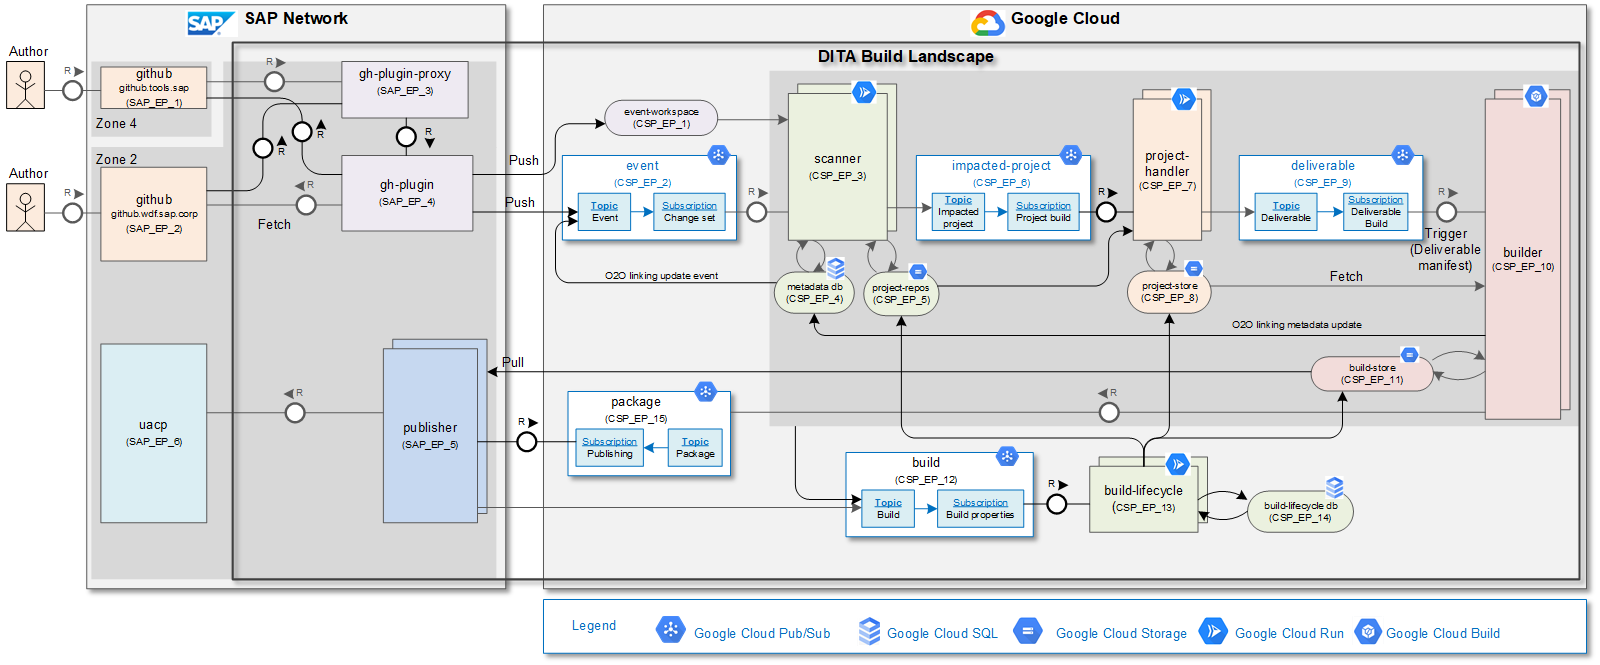 SAP
SAP Network
Google Cloud
DITA Build Landscape
Author
R
github
github.tools.sap
(SAP_EP_1)
Zone 4
R
gh-plugin-proxy
(SAP_EP_3)
R
R
R
Author
R
Zone 2
github
github.wdf.sap.corp
(SAP_EP_2)
R
Fetch
gh-plugin
(SAP_EP_4)
Push
Push
event-workspace
(CSP_EP_1)
event
(CSP_EP_2)
Topic
Event
Subscription
Change set
R
O2O linking update event
scanner
(CSP_EP_3)
metadata db
(CSP_EP_4)
project-repos
(CSP_EP_5)
impacted-project
(CSP_EP_6)
Topic
Impacted
project
Subscription
Project build
R
project-
handler
(CSP_EP_7)
project-store
(CSP_EP_8)
deliverable
(CSP_EP_9)
Topic
Deliverable
Subscription
Deliverable
Build
R
Trigger
(Deliverable
manifest)
Fetch
builder
(CSP_EP_10)
O2O linking metadata update
build-store
(CSP_EP_11)
Pull
R
uacp
(SAP_EP_6)
R
publisher
(SAP_EP_5)
R
package
(CSP_EP_15)
Subscription
Publishing
Topic
Package
build
(CSP_EP_12)
Topic
Build
Subscription
Build properties
R
build-lifecycle
(CSP_EP_13)
build-lifecycle db
(CSP_EP_14)
Legend
Google Cloud Pub/Sub
Google Cloud SQL
Google Cloud Storage
Google Cloud Run
Google Cloud Build